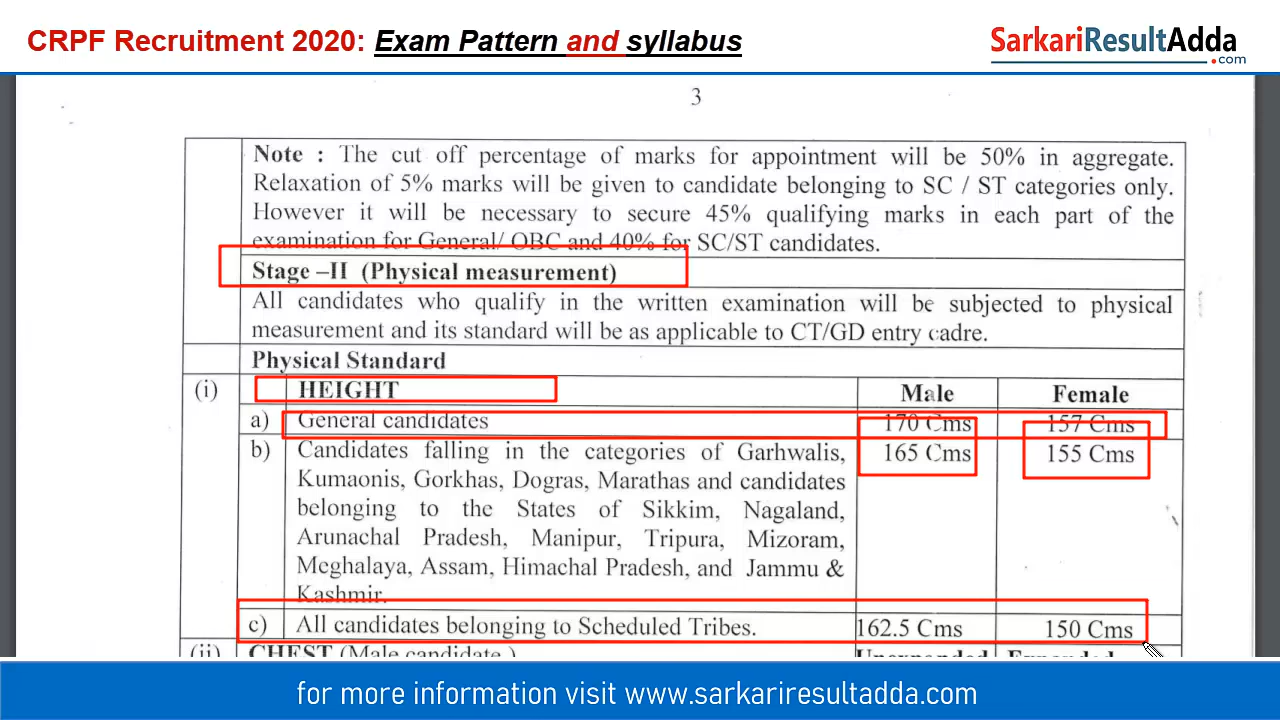 CRPF Recruitment 2020: Exam Pattern and syllabus
SarkariResultAdda
.com
3
Note : The cut off percentage of marks for appointment will be 50% in aggregate.
Relaxation of 5% marks will be given to candidate belonging to SC / ST categories only.
However it will be necessary to secure 45% qualifying marks in each part of the
examination for General/ OBC and 40% for SC/ST candidates.
Stage –II (Physical measurement)
All candidates who qualify in the written examination will be subjected to physical
measurement and its standard will be as applicable to CT/GD entry cadre.
Physical Standard
(i) HEIGHT Male Female
a) General candidates 170 Cms 157 Cms
b) Candidates falling in the categories of Garhwalis, 165 Cms 155 Cms
Kumaonis, Gorkhas, Dogras, Marathas and candidates
belonging to the States of Sikkim, Nagaland,
Arunachal Pradesh, Manipur, Tripura, Mizoram,
Meghalaya, Assam, Himachal Pradesh, and Jammu &
Kashmir.
c) All candidates belonging to Scheduled Tribes. 162.5 Cms 150 Cms
(ii) CHEST (Male candidate ) Unexpanded Expanded
for more information visit www.sarkariresultadda.com